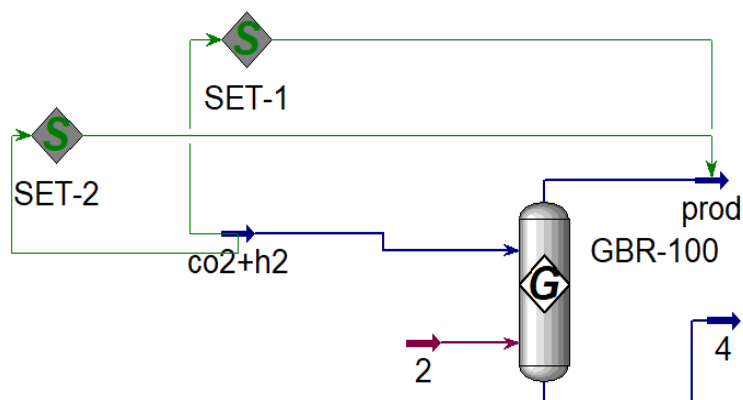 S
SET-1
S
SET-2
co2+h2
prod
GBR-100
G
2
4